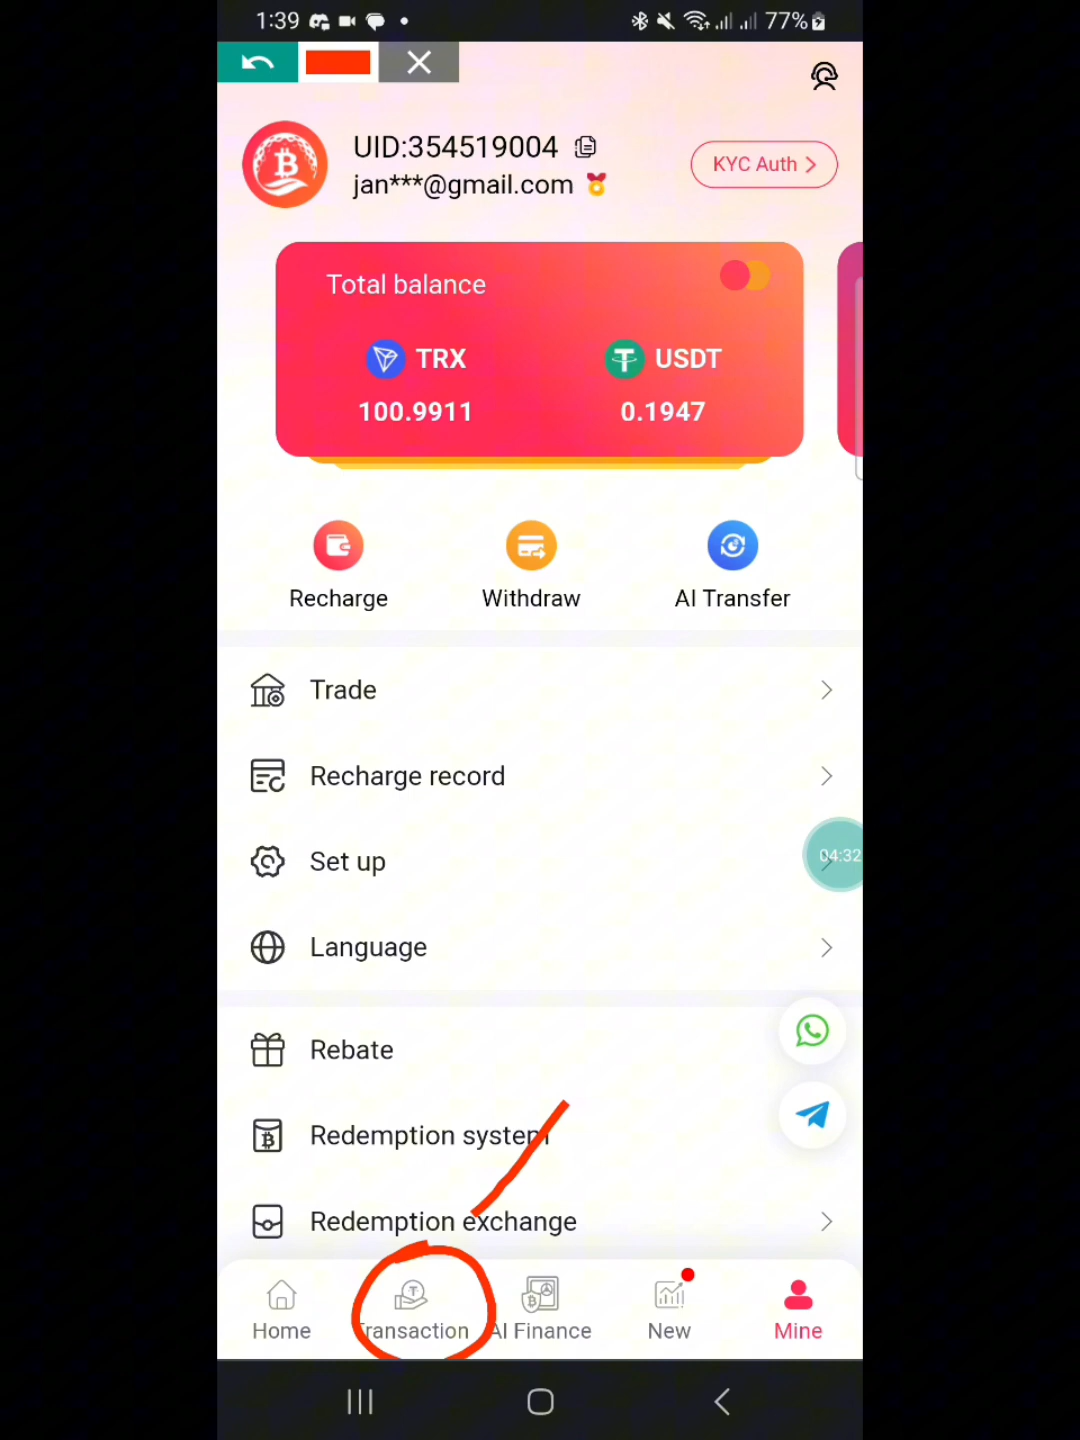 1:39 77%
UID:354519004
jan***@gmail.com
KYC Auth
Total balance
TRX USDT
100.9911 0.1947
Recharge Withdraw AI Transfer
Trade
Recharge record
Set up
04:32
Language
Rebate
Redemption system
Redemption exchange
Home Transaction AI Finance New Mine